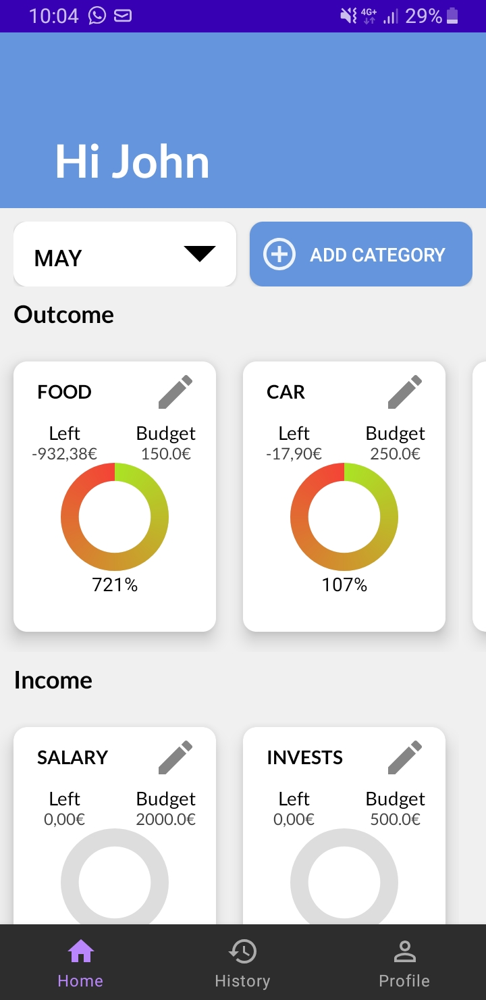 10:04 4G+ 29%
Hi John
MAY ADD CATEGORY
Outcome
FOOD CAR
Left Budget Left Budget
-932,38€ 150.0€ -17,90€ 250.0€
721% 107%
Income
SALARY INVESTS
Left Budget Left Budget
0,00€ 2000.0€ 0,00€ 500.0€
Home History Profile